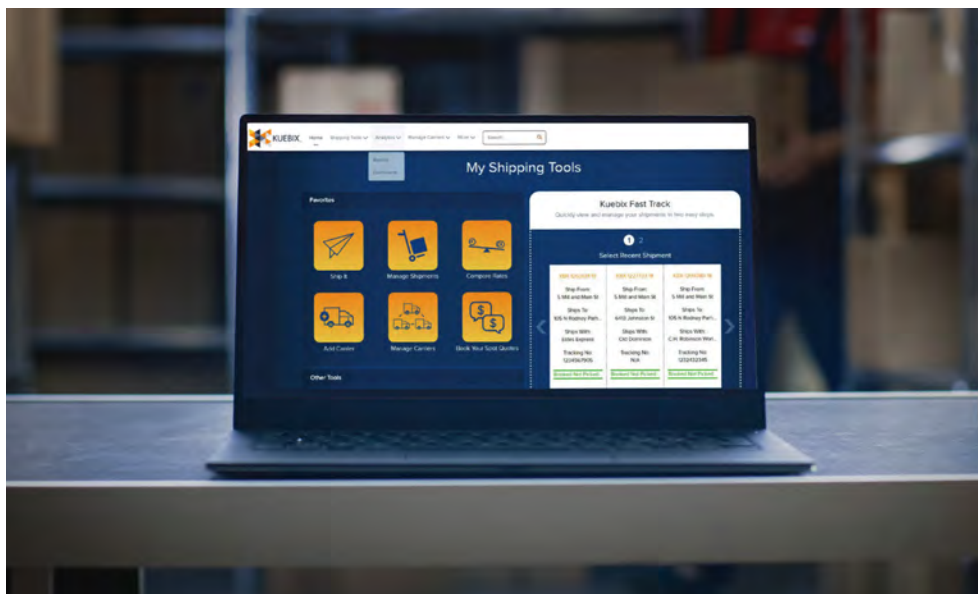 KUEBIX
Home Shipping Tools Analytics Manage Carriers More Search
My Shipping Tools
Favorites
Ship It
Manage Shipments
Compare Rates
Add Carrier
Manage Carriers
Book Your Spot Quotes
Other Tools
Kuebix Fast Track
Quickly view and manage your shipments in two easy steps.
1 2
Select Recent Shipment
Ship From:
5 Mill and Main St
Ships To:
Ships With:
Estes Express
Tracking No:
Booked Not Picked
Ship From:
5 Mill and Main St
Ships To:
Ships With:
Old Dominion
Tracking No:
N/A
Booked Not Picked
Ship From:
5 Mill and Main St
Ships To:
Ships With:
C.H. Robinson Wor...
Tracking No:
Booked Not Picked